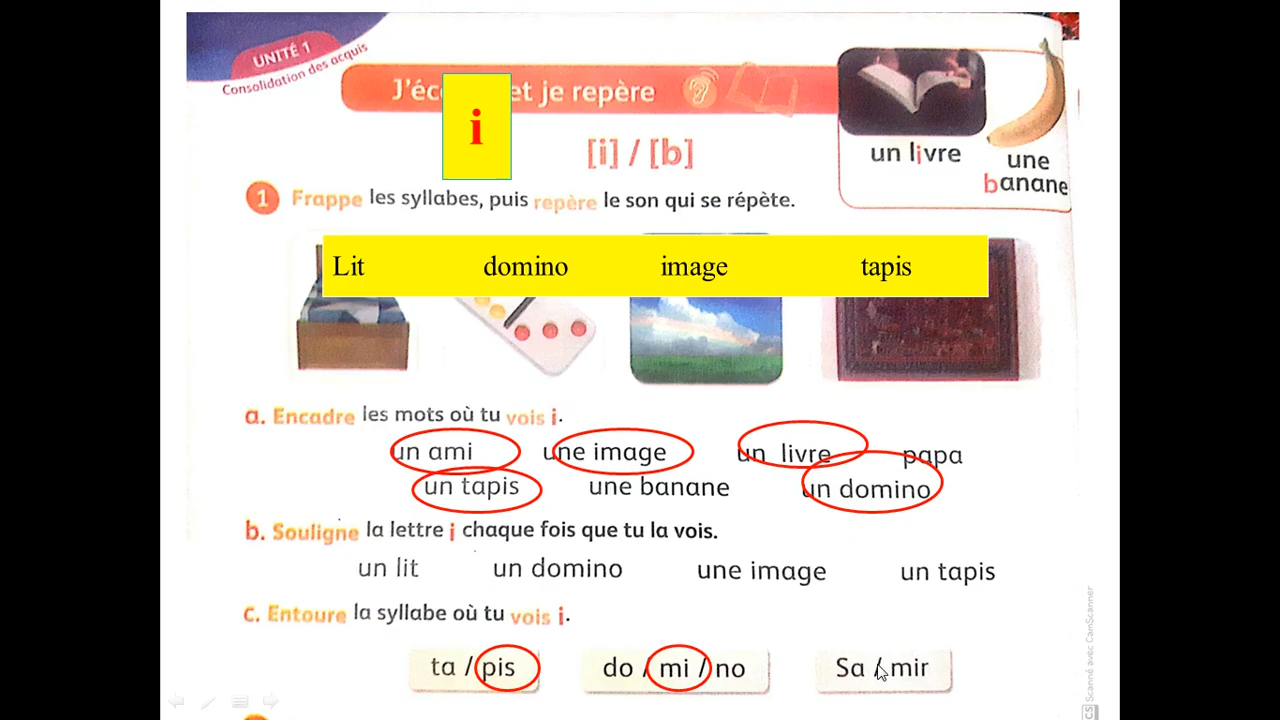 UNITÉ 1
Consolidation des acquis
J'éc et je repère
i
[i] / [b]
un livre
une
banane
1 Frappe les syllabes, puis repère le son qui se répète.
Lit domino image tapis
a. Encadre les mots où tu vois i.
un ami une image un livre papa
un tapis une banane un domino
b. Souligne la lettre i chaque fois que tu la vois.
un lit un domino une image un tapis
c. Entoure la syllabe où tu vois i.
ta / pis do / mi / no Sa / mir
CS Scanné avec CamScanner